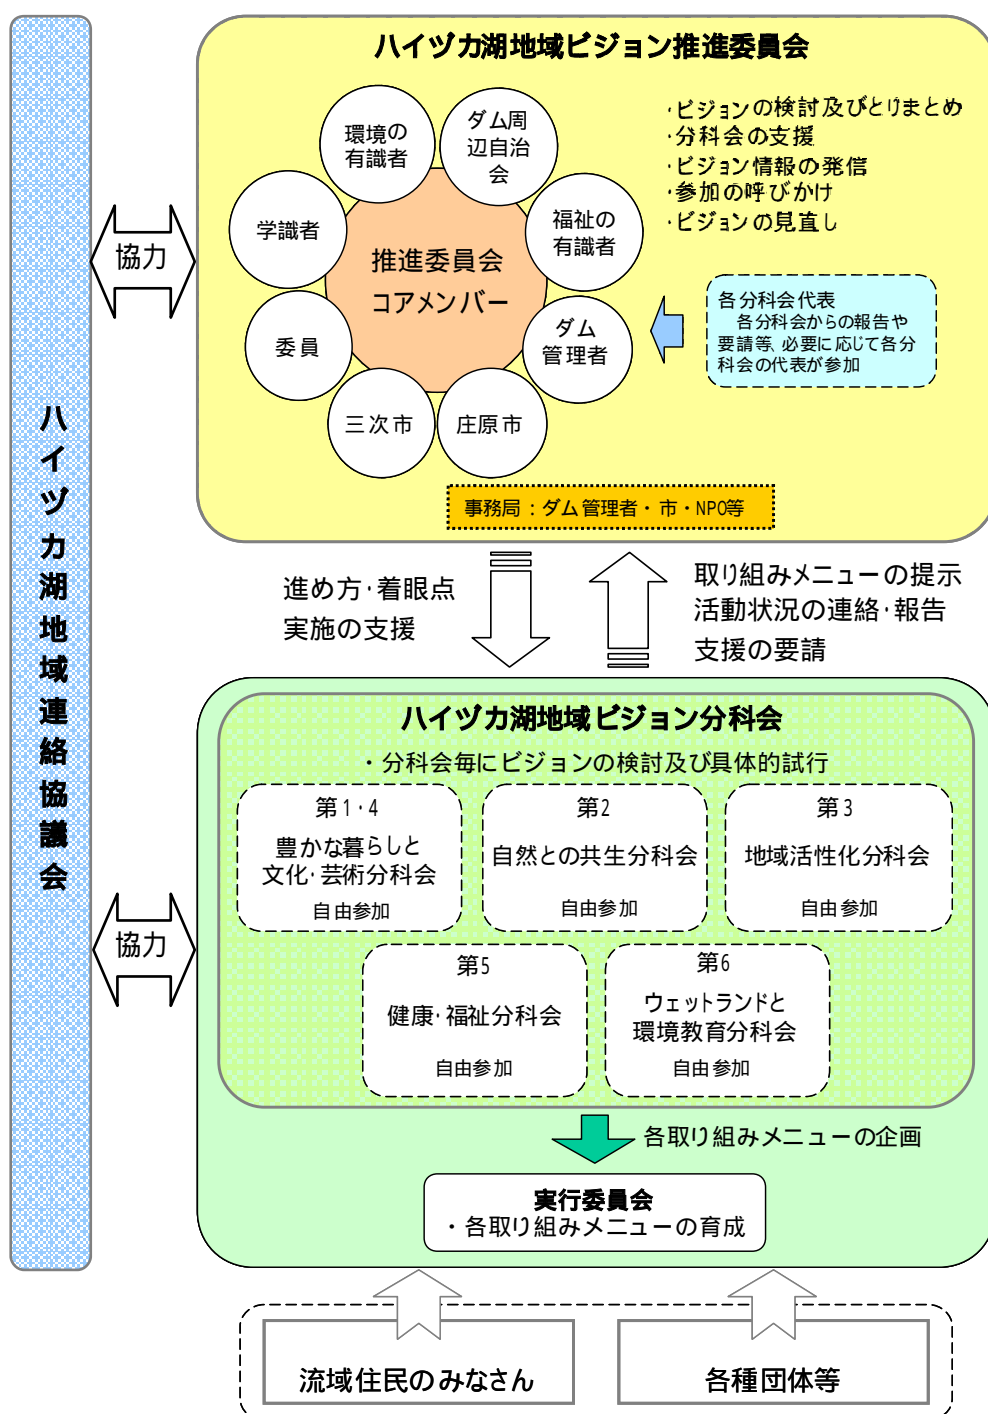 ハイヅカ湖地域連絡協議会
協力
協力
ハイヅカ湖地域ビジョン推進委員会
環境の
有識者
ダム周
辺自治
会
学識者
福祉の
有識者
推進委員会
コアメンバー
委員
ダム
管理者
三次市
庄原市
・ビジョンの検討及びとりまとめ
・分科会の支援
・ビジョン情報の発信
・参加の呼びかけ
・ビジョンの見直し
各分科会代表
各分科会からの報告や
要請等、必要に応じて各分
科会の代表が参加
事務局：ダム管理者・市・NPO等
進め方・着眼点
実施の支援
取り組みメニューの提示
活動状況の連絡・報告
支援の要請
ハイヅカ湖地域ビジョン分科会
・分科会毎にビジョンの検討及び具体的試行
第1・4
豊かな暮らしと
文化・芸術分科会
自由参加
第2
自然との共生分科会
自由参加
第3
地域活性化分科会
自由参加
第5
健康・福祉分科会
自由参加
第6
ウェットランドと
環境教育分科会
自由参加
各取り組みメニューの企画
実行委員会
・各取り組みメニューの育成
流域住民のみなさん
各種団体等